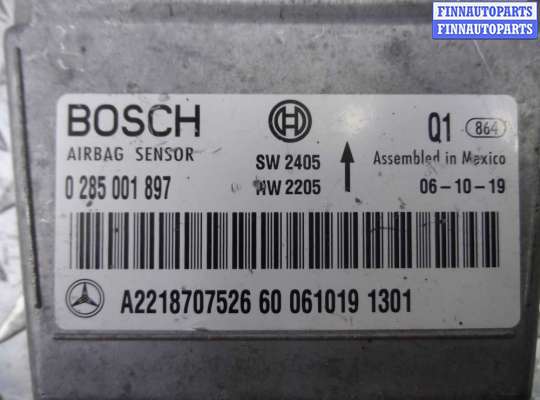 FINNAUTOPARTS
FINNAUTOPARTS
BOSCH
AIRBAG SENSOR
0 285 001 897
SW 2405
HW 2205
Q1 864
Assembled in Mexico
06-10-19
A2218707526 60 061019 1301